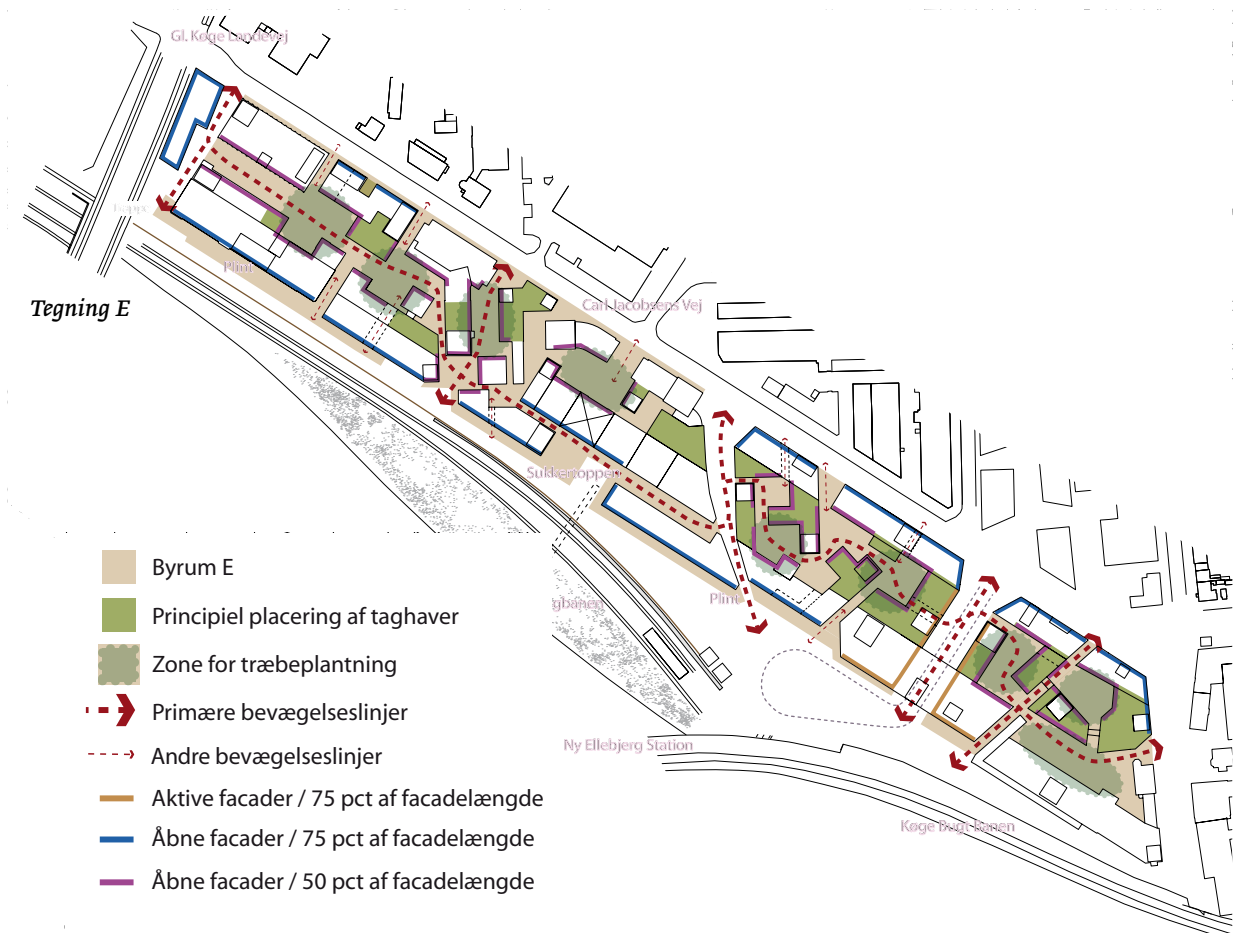 Gl. Køge Landevej
Trappe
Plint
Tegning E
Carl Jacobsens Vej
Sukkertoppen
Plint
Ny Ellebjerg Station
Køge Bugt Banen
Byrum E
Principiel placering af taghaver
Zone for træbeplantning
Primære bevægelseslinjer
Andre bevægelseslinjer
Aktive facader / 75 pct af facadelængde
Åbne facader / 75 pct af facadelængde
Åbne facader / 50 pct af facadelængde